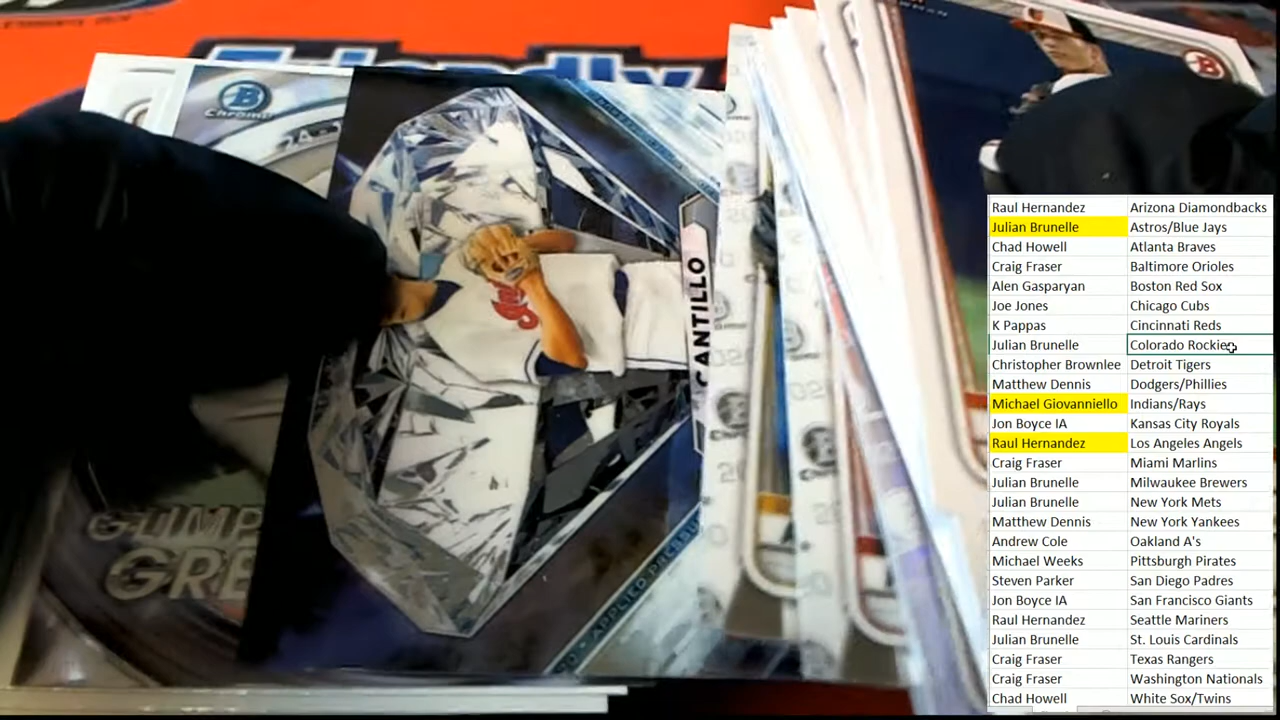 Friendly
B
Chrome
CANTILLO
APPLIED PRESSURE
GLIMP
GRE
B
Raul Hernandez Arizona Diamondbacks
Julian Brunelle Astros/Blue Jays
Chad Howell Atlanta Braves
Craig Fraser Baltimore Orioles
Alen Gasparyan Boston Red Sox
Joe Jones Chicago Cubs
K Pappas Cincinnati Reds
Julian Brunelle Colorado Rockies
Christopher Brownlee Detroit Tigers
Matthew Dennis Dodgers/Phillies
Michael Giovanniello Indians/Rays
Jon Boyce IA Kansas City Royals
Raul Hernandez Los Angeles Angels
Craig Fraser Miami Marlins
Julian Brunelle Milwaukee Brewers
Julian Brunelle New York Mets
Matthew Dennis New York Yankees
Andrew Cole Oakland A's
Michael Weeks Pittsburgh Pirates
Steven Parker San Diego Padres
Jon Boyce IA San Francisco Giants
Raul Hernandez Seattle Mariners
Julian Brunelle St. Louis Cardinals
Craig Fraser Texas Rangers
Craig Fraser Washington Nationals
Chad Howell White Sox/Twins